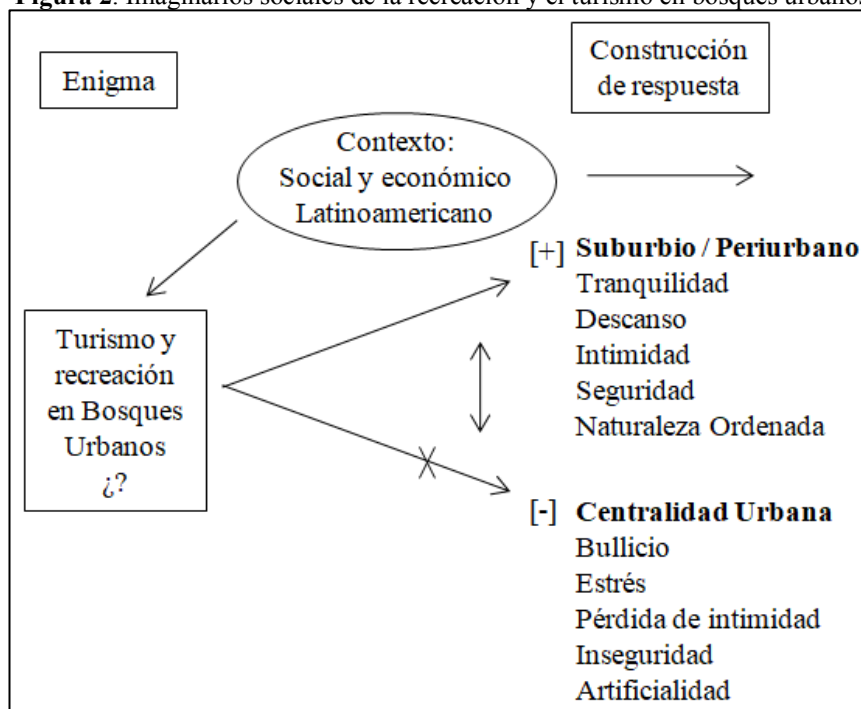 Figura 2. Imaginarios sociales de la recreación y el turismo en bosques urbanos
Enigma
Construcción
de respuesta
Contexto:
Social y económico
Latinoamericano
[+] Suburbio / Periurbano
Tranquilidad
Descanso
Intimidad
Seguridad
Naturaleza Ordenada
Turismo y
recreación
en Bosques
Urbanos
¿?
[-] Centralidad Urbana
Bullicio
Estrés
Pérdida de intimidad
Inseguridad
Artificialidad